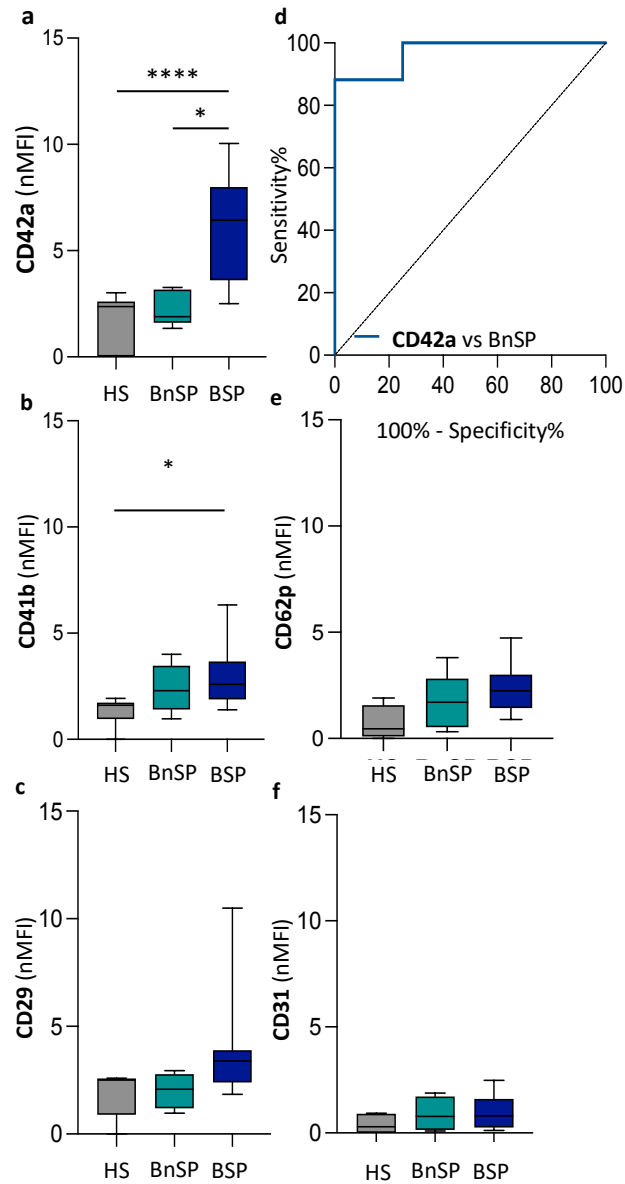 a
15
10
5
0
CD42a (nMFI)
****
*
HS BnSP BSP
d
100
80
60
40
20
0
Sensitivity%
CD42a vs BnSP
0 20 40 60 80 100
100% - Specificity%
b
15
10
5
0
CD41b (nMFI)
*
HS BnSP BSP
e
15
10
5
0
CD62p (nMFI)
HS BnSP BSP
c
15
10
5
0
CD29 (nMFI)
HS BnSP BSP
f
15
10
5
0
CD31 (nMFI)
HS BnSP BSP